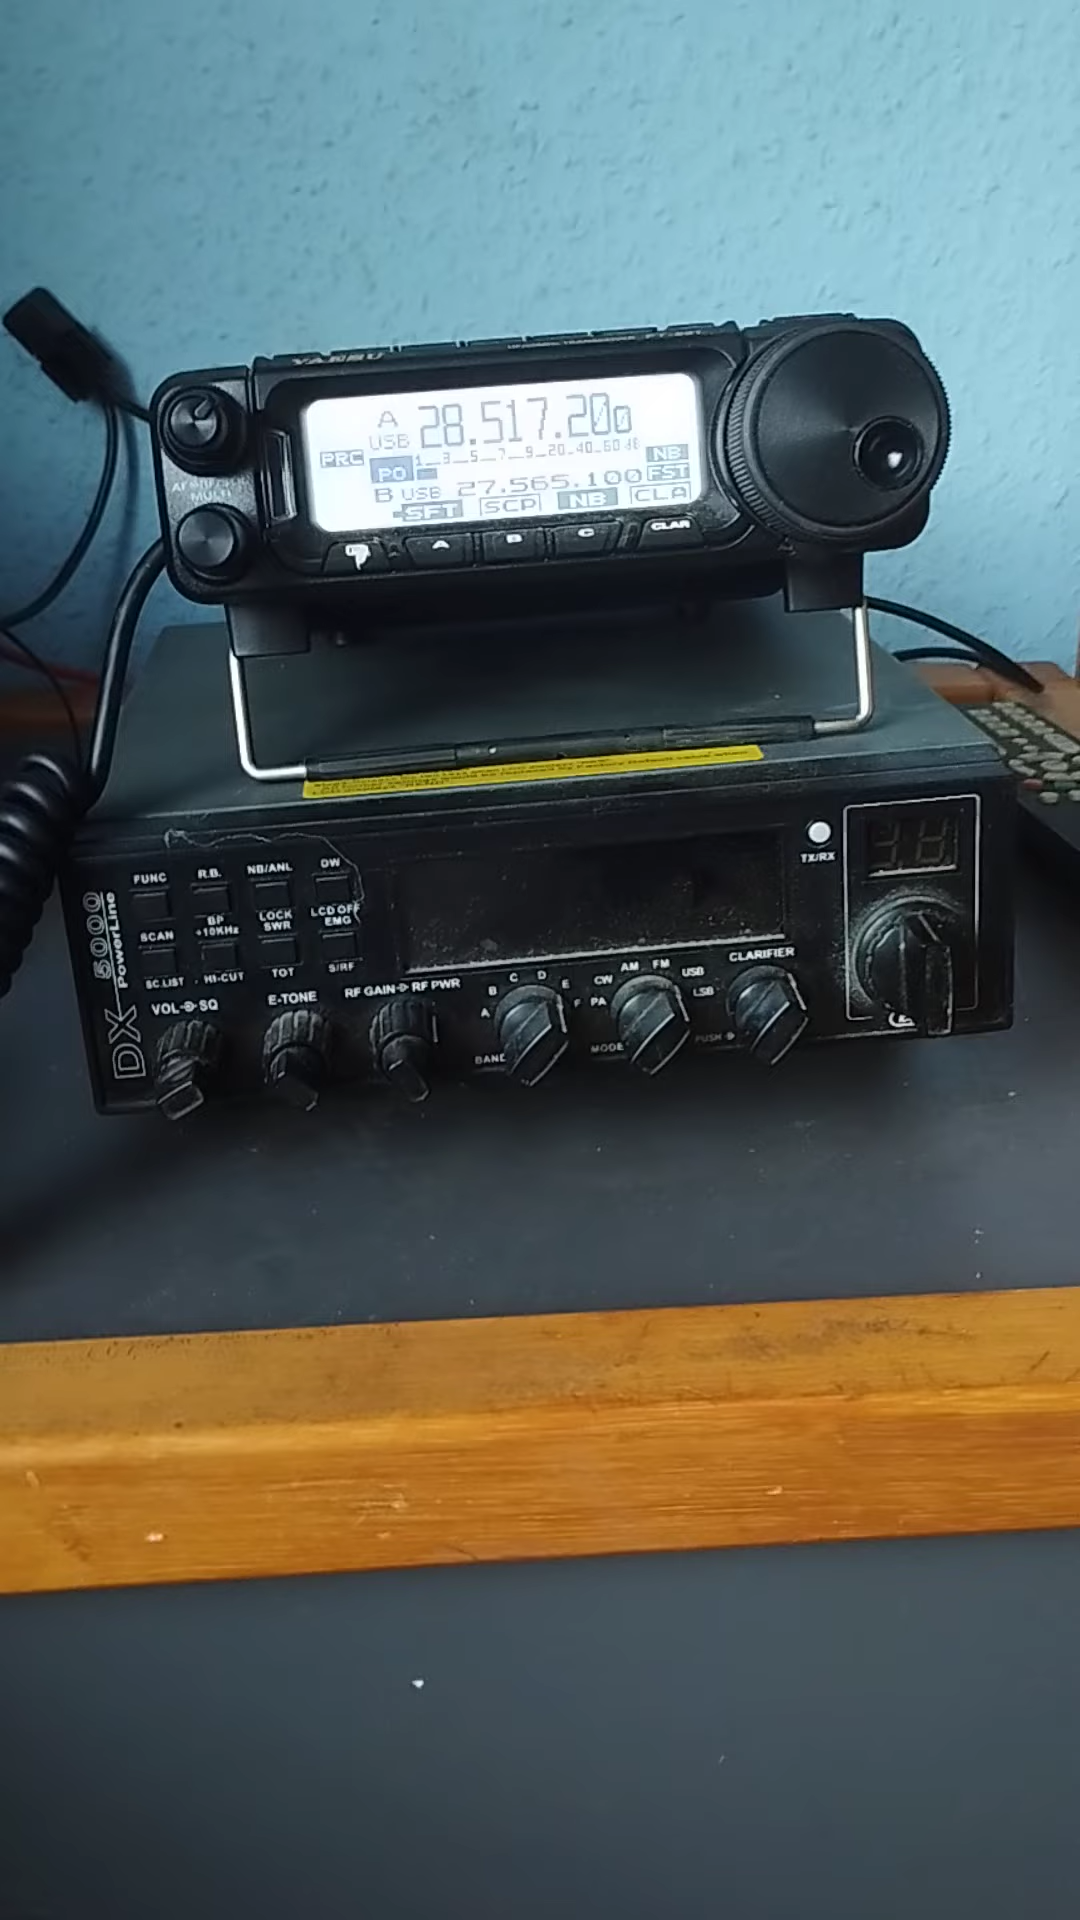 YAESU
A
USB 28.517.200
PRC PO 1 3 5 7 9 20 40 60 dB NB
FST
B USB 27.565.100
SFT SCP NB CLA
MULTI
A B C CLAR
FUNC R.B. NB/ANL DW
TX/RX
SCAN BP +10KHz LOCK SWR LCD OFF EMG
SC.LIST HI-CUT TOT S/RF
DX 5000
PowerLine
VOL SQ E-TONE RF GAIN RF PWR
A B C D E F
BAND
PA CW AM FM USB LSB
MODE
CLARIFIER
PUSH